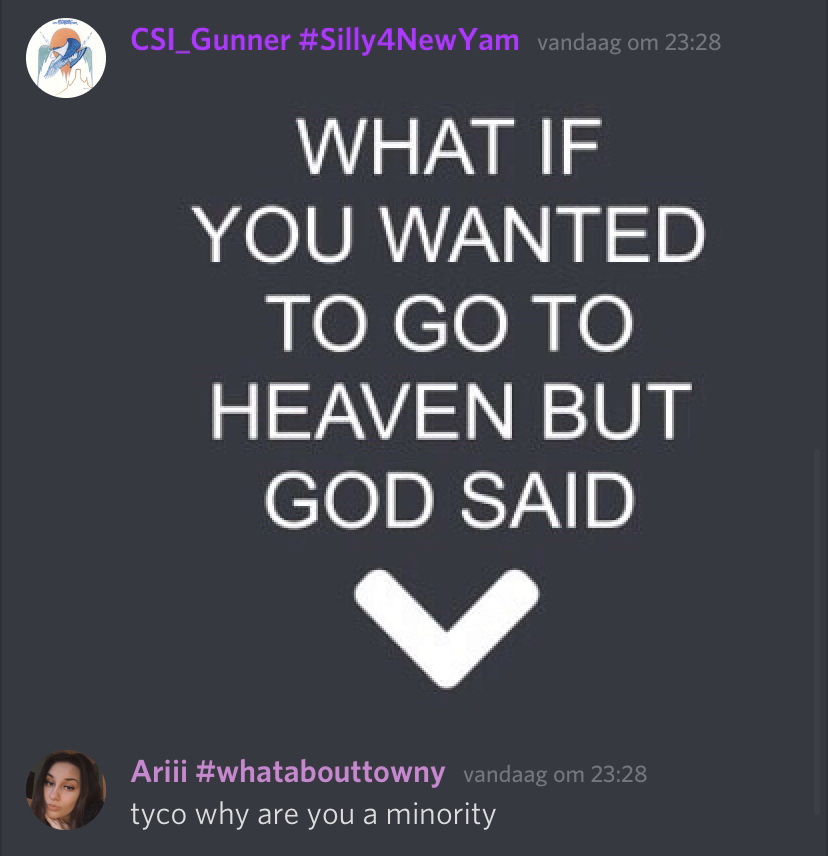 CSI_Gunner #Silly4NewYam vandaag om 23:28
WHAT IF
YOU WANTED
TO GO TO
HEAVEN BUT
GOD SAID
Ariii #whatabouttowny vandaag om 23:28
tyco why are you a minority